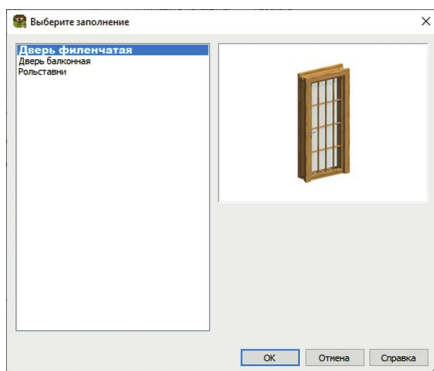 Выберите заполнение
Дверь филенчатая
Дверь балконная
Рольставни
OK
Отмена
Справка